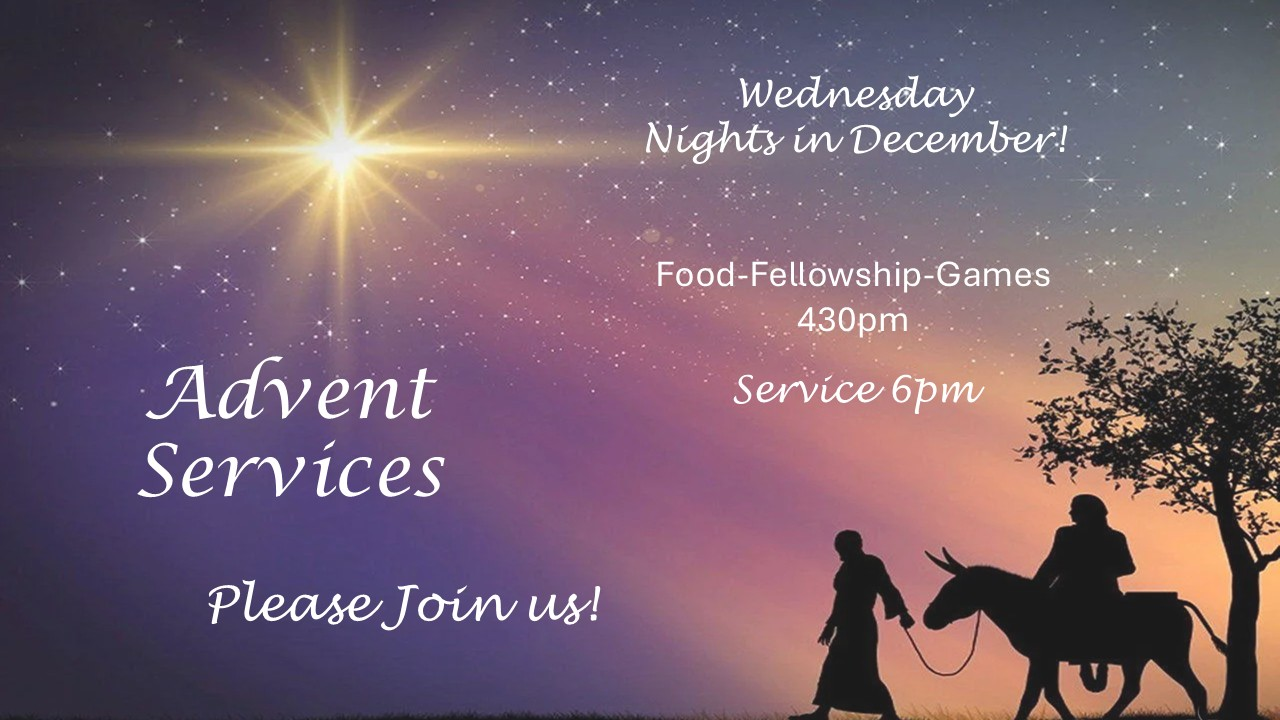 Wednesday
Nights in December!
Food-Fellowship-Games
430pm
Service 6pm
Advent
Services
Please Join us!